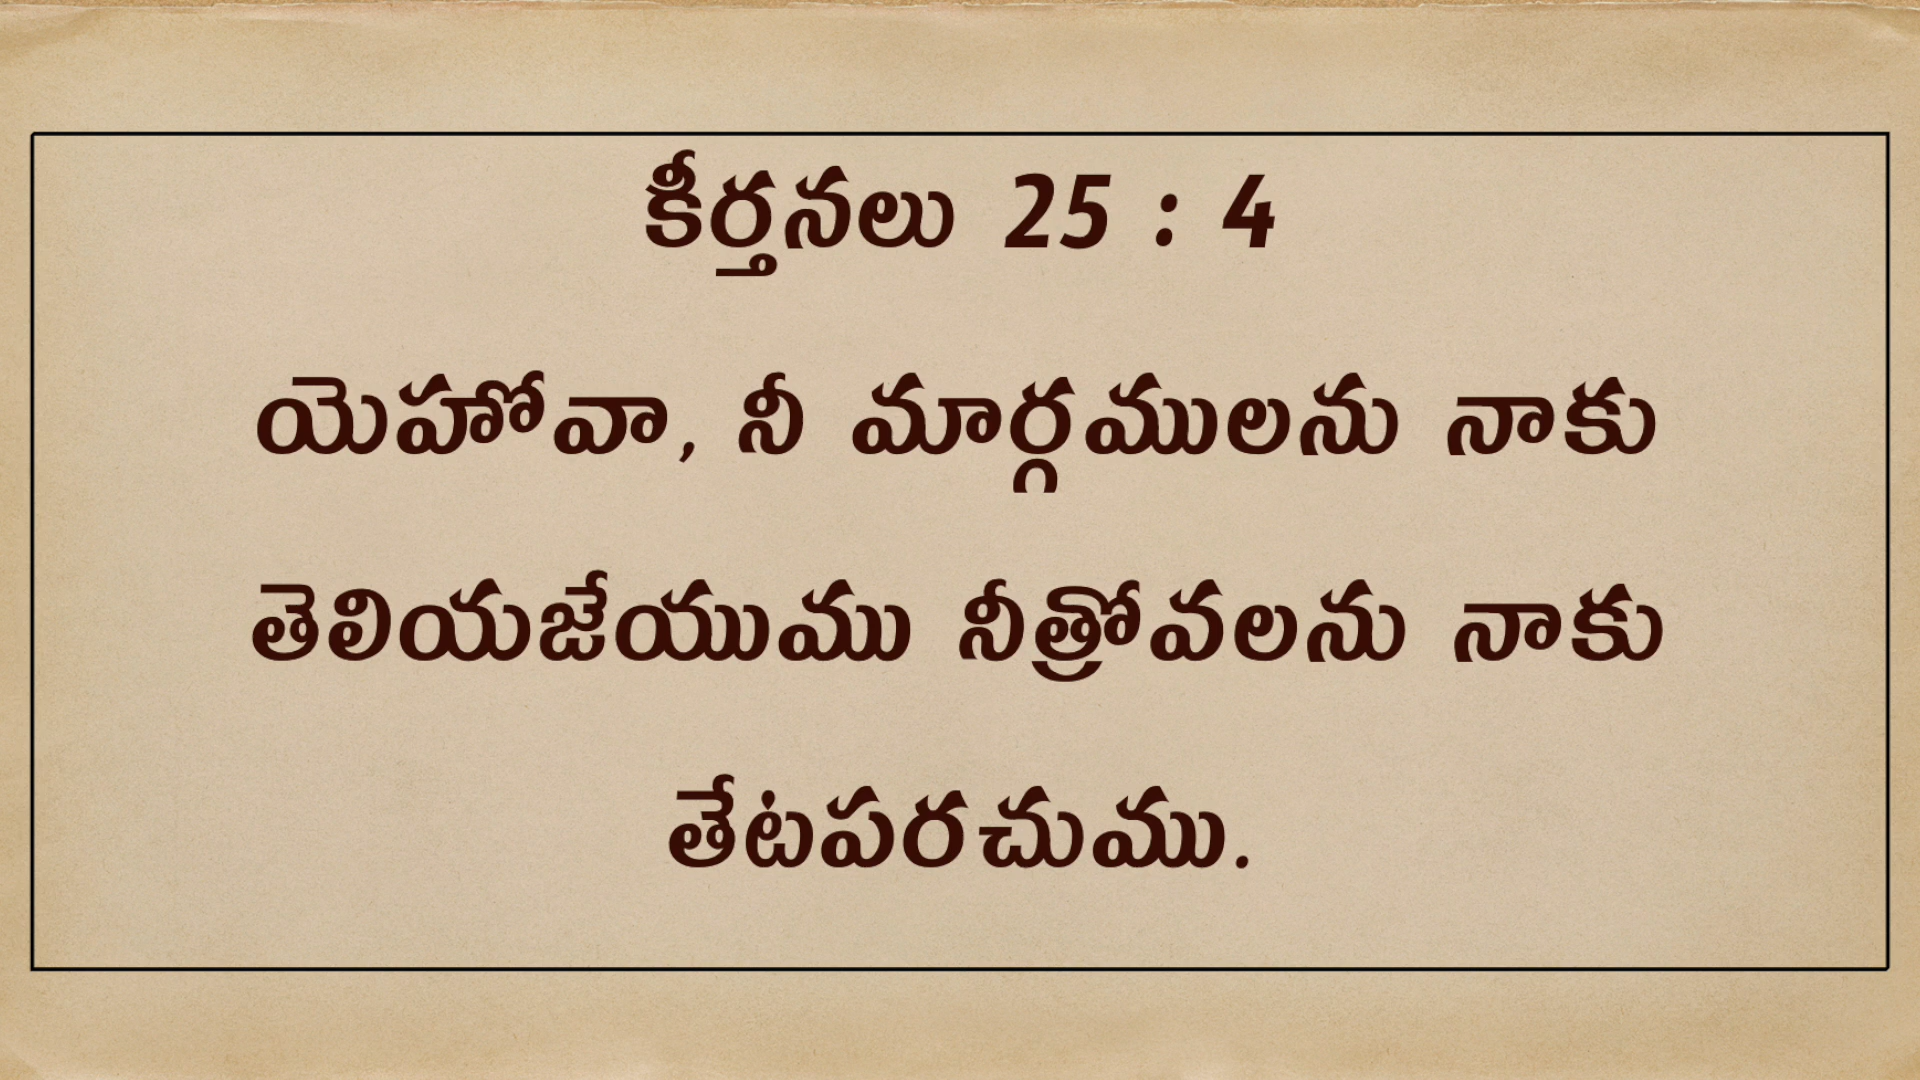 కీర్తనలు 25 : 4
యెహోవా, నీ మార్గములను నాకు
తెలియజేయుము నీత్రోవలను నాకు
తేటపరచుము.